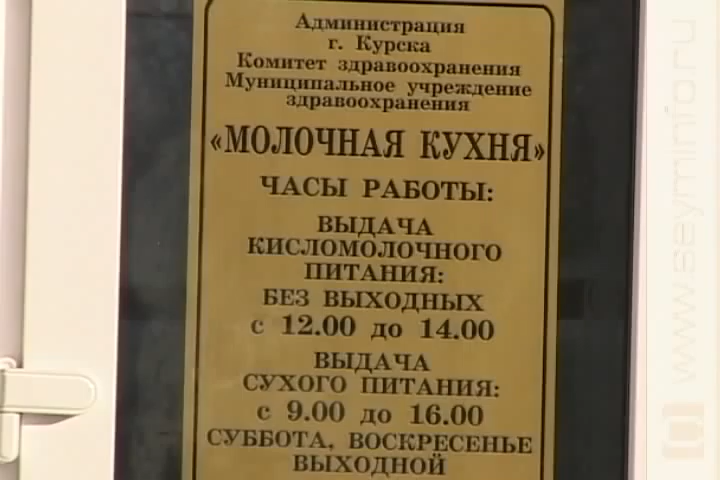 Администрация
г. Курска
Комитет здравоохранения
Муниципальное учреждение
здравоохранения
«МОЛОЧНАЯ КУХНЯ»
ЧАСЫ РАБОТЫ:
ВЫДАЧА
КИСЛОМОЛОЧНОГО
ПИТАНИЯ:
БЕЗ ВЫХОДНЫХ
с 12.00 до 14.00
ВЫДАЧА
СУХОГО ПИТАНИЯ:
с 9.00 до 16.00
СУББОТА, ВОСКРЕСЕНЬЕ
ВЫХОДНОЙ
www.seyminfo.ru